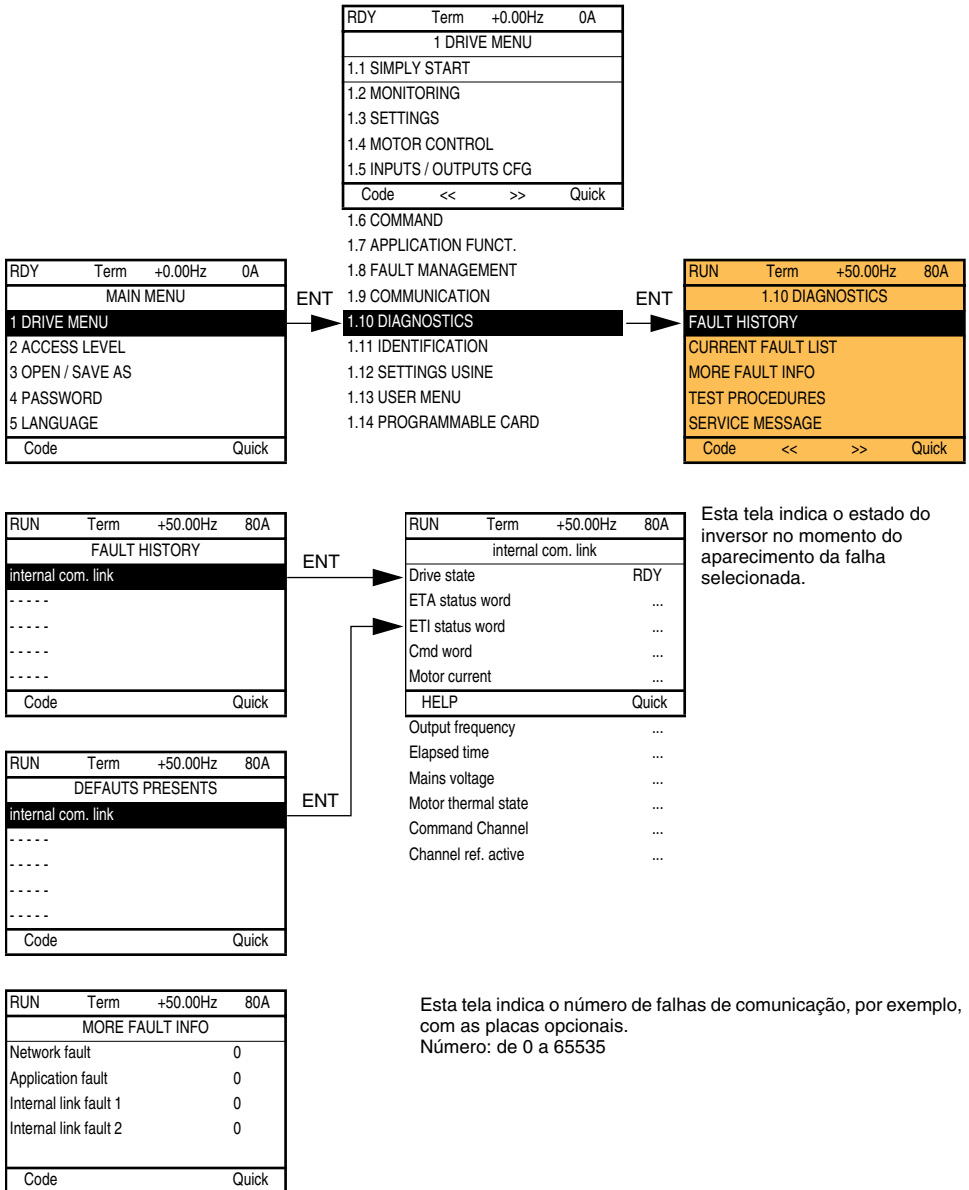 RDY Term +0.00Hz 0A
1 DRIVE MENU
1.1 SIMPLY START
1.2 MONITORING
1.3 SETTINGS
1.4 MOTOR CONTROL
1.5 INPUTS / OUTPUTS CFG
Code << >> Quick
1.6 COMMAND
1.7 APPLICATION FUNCT.
1.8 FAULT MANAGEMENT
1.9 COMMUNICATION
1.10 DIAGNOSTICS
1.11 IDENTIFICATION
1.12 SETTINGS USINE
1.13 USER MENU
1.14 PROGRAMMABLE CARD
RDY Term +0.00Hz 0A
MAIN MENU
1 DRIVE MENU
2 ACCESS LEVEL
3 OPEN / SAVE AS
4 PASSWORD
5 LANGUAGE
Code Quick
ENT
ENT
RUN Term +50.00Hz 80A
1.10 DIAGNOSTICS
FAULT HISTORY
CURRENT FAULT LIST
MORE FAULT INFO
TEST PROCEDURES
SERVICE MESSAGE
Code << >> Quick
RUN Term +50.00Hz 80A
FAULT HISTORY
internal com. link
- - - - -
- - - - -
- - - - -
- - - - -
Code Quick
ENT
RUN Term +50.00Hz 80A
internal com. link
Drive state RDY
ETA status word ...
ETI status word ...
Cmd word ...
Motor current ...
HELP Quick
Output frequency ...
Elapsed time ...
Mains voltage ...
Motor thermal state ...
Command Channel ...
Channel ref. active ...
Esta tela indica o estado do
inversor no momento do
aparecimento da falha
selecionada.
RUN Term +50.00Hz 80A
DEFAUTS PRESENTS
internal com. link
- - - - -
- - - - -
- - - - -
- - - - -
Code Quick
ENT
RUN Term +50.00Hz 80A
MORE FAULT INFO
Network fault 0
Application fault 0
Internal link fault 1 0
Internal link fault 2 0
Code Quick
Esta tela indica o número de falhas de comunicação, por exemplo,
com as placas opcionais.
Número: de 0 a 65535